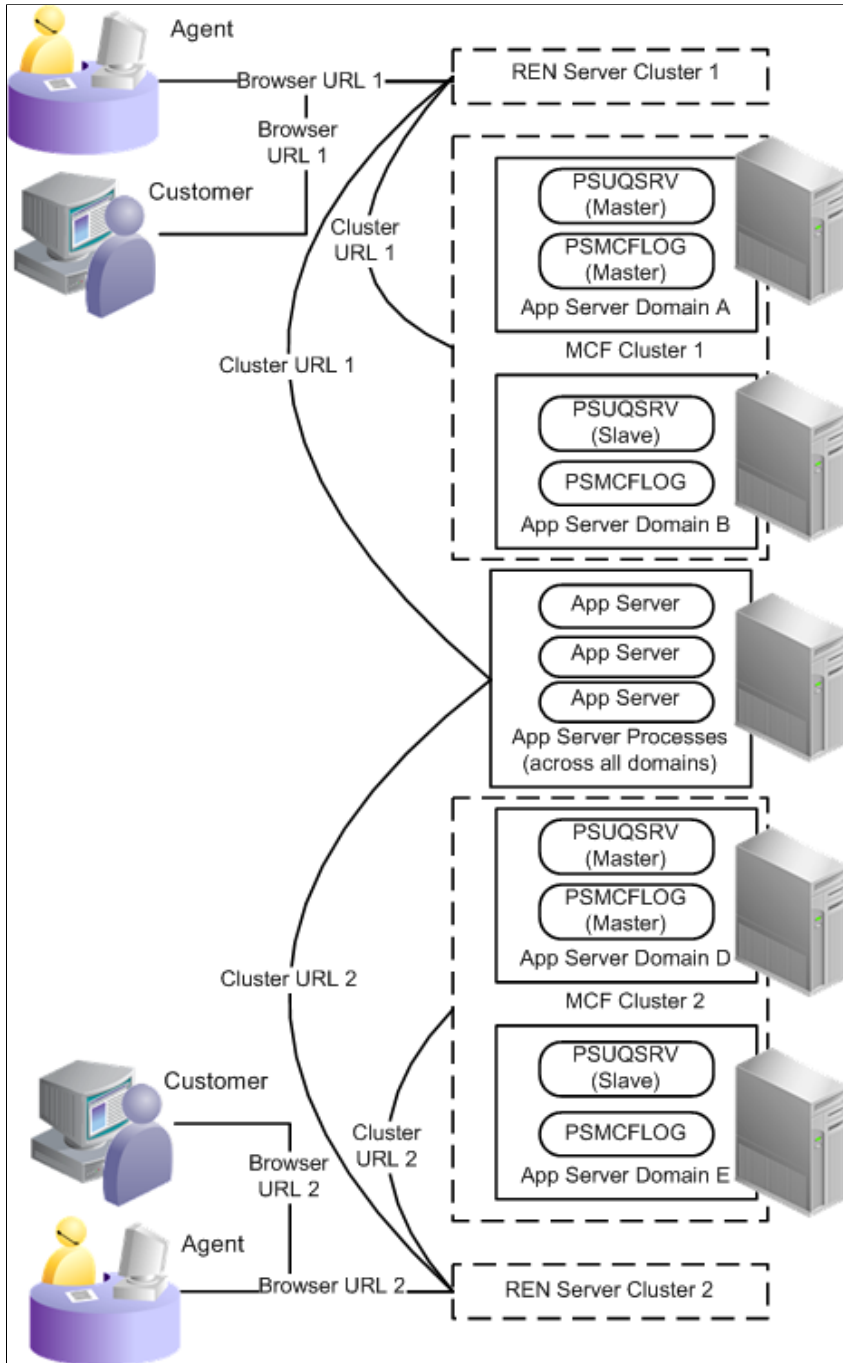 Agent
REN Server Cluster 1
Browser URL 1
Browser
URL 1
Customer
PSUQSRV
(Master)
PSMCFLOG
(Master)
App Server Domain A
Cluster
URL 1
MCF Cluster 1
Cluster URL 1
PSUQSRV
(Slave)
PSMCFLOG
App Server Domain B
App Server
App Server
App Server
App Server Processes
(across all domains)
PSUQSRV
(Master)
PSMCFLOG
(Master)
App Server Domain D
Cluster URL 2
MCF Cluster 2
PSUQSRV
(Slave)
PSMCFLOG
App Server Domain E
Customer
Cluster
URL 2
Browser
URL 2
Agent
Browser URL 2
REN Server Cluster 2